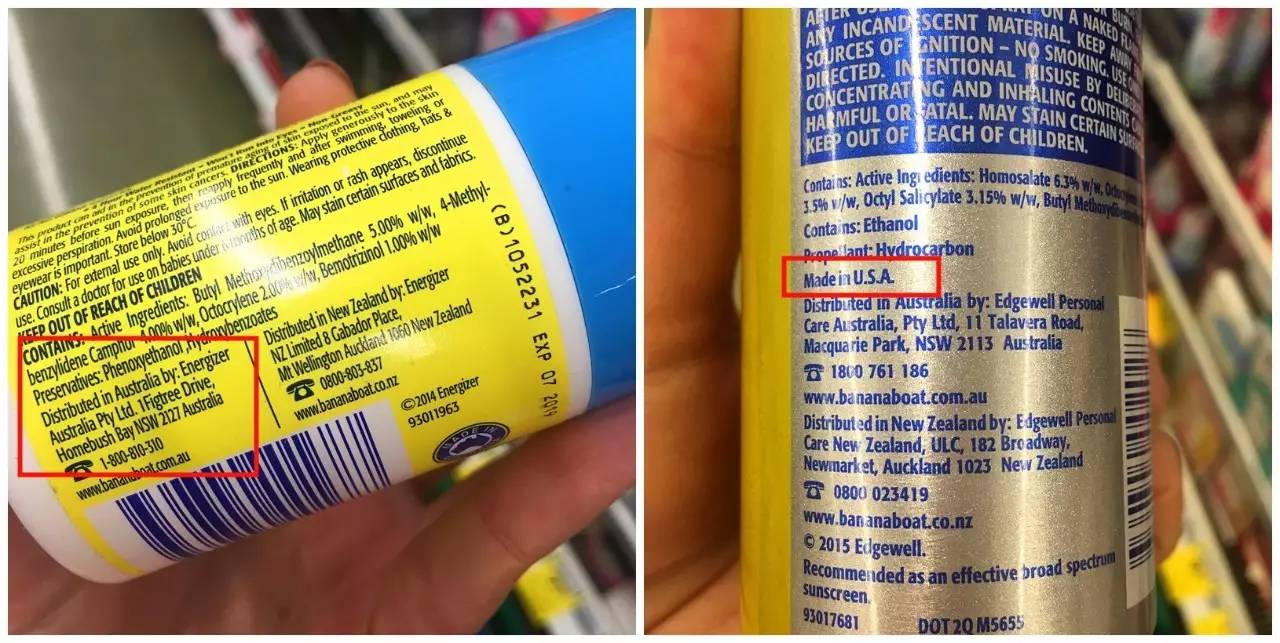 Water Resistant – Won't Run Into Eyes – Non-Greasy
This product can aid in the prevention of premature aging of skin exposed to the sun, and may
assist in the prevention of some skin cancers. DIRECTIONS: Apply generously to the skin
20 minutes before sun exposure, then reapply frequently and after swimming, toweling or
excessive perspiration. Avoid prolonged exposure to the sun. Wearing protective clothing, hats &
eyewear is important. Store below 30°C.
CAUTION: For external use only. Avoid contact with eyes. If irritation or rash appears, discontinue
use. Consult a doctor for use on babies under 6 months of age. May stain certain surfaces and fabrics.
KEEP OUT OF REACH OF CHILDREN
CONTAINS: Active Ingredients: Butyl Methoxydibenzoylmethane 5.00% w/w, 4-Methyl-
benzylidene Camphor 4.00% w/w, Octocrylene 2.00% w/w, Bemotrizinol 1.00% w/w
Preservatives: Phenoxyethanol, Hydroxybenzoates
Distributed in Australia by: Energizer
Australia Pty Ltd. 1 Figtree Drive,
Homebush Bay NSW 2127 Australia
1-800-810-310
www.bananaboat.com.au
Distributed in New Zealand by: Energizer
NZ Limited 8 Gabador Place,
Mt Wellington Auckland 1060 New Zealand
0800-803-837
www.bananaboat.co.nz
©2014 Energizer
93011963
MADE IN
(B)1052231 EXP 07 2019
AFTER USE. ON A NAKED
ANY INCANDESCENT MATERIAL. KEEP AWAY
SOURCES OF IGNITION – NO SMOKING. USE
DIRECTED. INTENTIONAL MISUSE BY
CONCENTRATING AND INHALING CONTENTS
HARMFUL OR FATAL. MAY STAIN CERTAIN
KEEP OUT OF REACH OF CHILDREN.
Contains: Active Ingredients: Homosalate 6.3% w/w,
3.5% w/w, Octyl Salicylate 3.15% w/w, Butyl
Contains: Ethanol
Propellant: Hydrocarbon
Made in U.S.A.
Distributed in Australia by: Edgewell Personal
Care Australia, Pty Ltd, 11 Talavera Road,
Macquarie Park, NSW 2113 Australia
1800 761 186
www.bananaboat.com.au
Distributed in New Zealand by: Edgewell Personal
Care New Zealand, ULC, 182 Broadway,
Newmarket, Auckland 1023 New Zealand
0800 023419
www.bananaboat.co.nz
© 2015 Edgewell.
Recommended as an effective broad spectrum
sunscreen.
93017681 DOT 2Q M5655